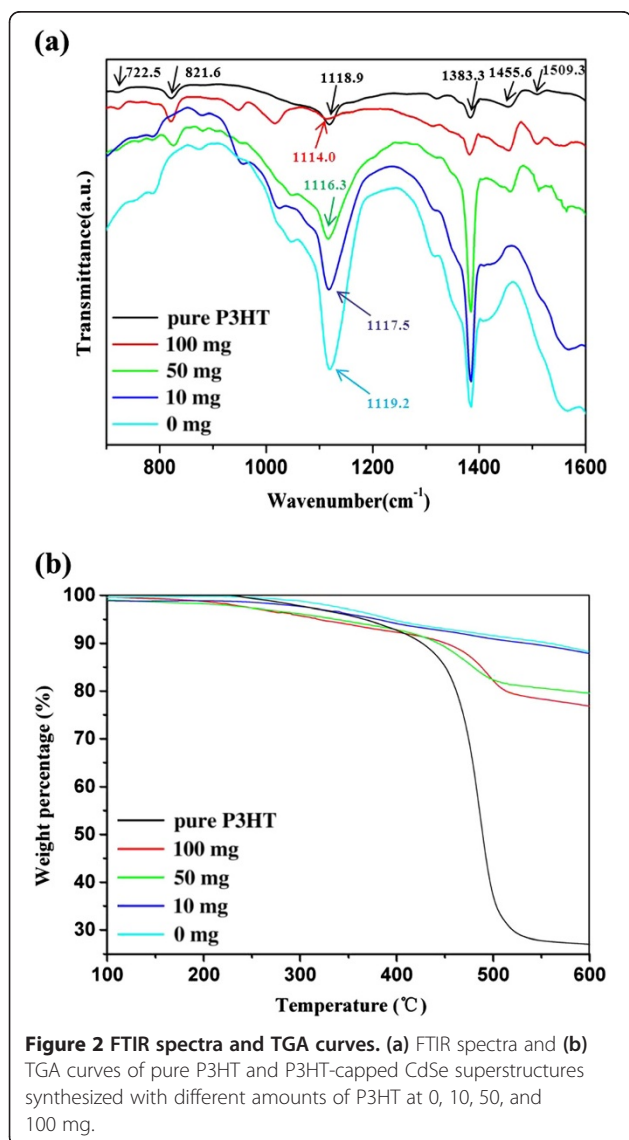 (a)
722.5
821.6
1118.9
1383.3
1455.6
1509.3
1114.0
1116.3
1117.5
1119.2
Transmittance(a.u.)
pure P3HT
100 mg
50 mg
10 mg
0 mg
800 1000 1200 1400 1600
Wavenumber(cm⁻¹)
(b)
100
90
80
70
60
50
40
30
Weight percentage (%)
pure P3HT
100 mg
50 mg
10 mg
0 mg
100 200 300 400 500 600
Temperature (℃)
Figure 2 FTIR spectra and TGA curves. (a) FTIR spectra and (b)
TGA curves of pure P3HT and P3HT-capped CdSe superstructures
synthesized with different amounts of P3HT at 0, 10, 50, and
100 mg.